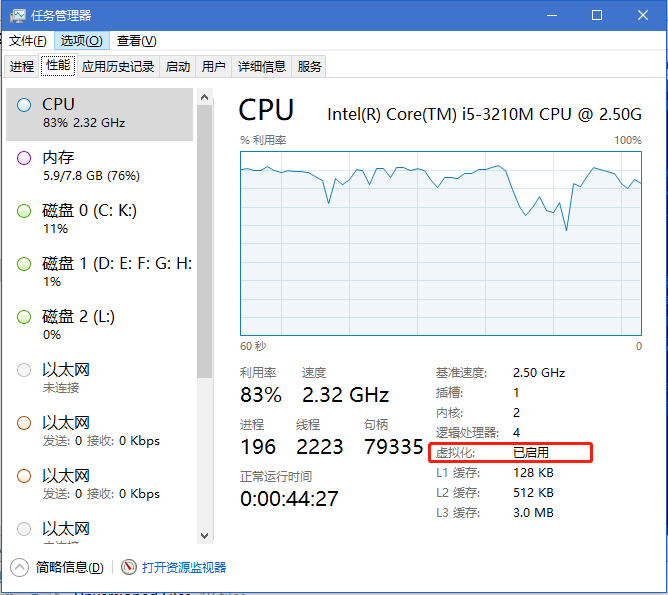 任务管理器
文件(F) 选项(O) 查看(V)
进程 性能 应用历史记录 启动 用户 详细信息 服务
CPU
83% 2.32 GHz
内存
5.9/7.8 GB (76%)
磁盘 0 (C: K:)
11%
磁盘 1 (D: E: F: G: H:
1%
磁盘 2 (L:)
0%
以太网
未连接
以太网
发送: 0 接收: 0 Kbps
以太网
发送: 0 接收: 0 Kbps
以太网
CPU Intel(R) Core(TM) i5-3210M CPU @ 2.50G
% 利用率 100%
60 秒 0
利用率 速度
83% 2.32 GHz
进程 线程 句柄
196 2223 79335
正常运行时间
0:00:44:27
基准速度: 2.50 GHz
插槽: 1
内核: 2
逻辑处理器: 4
虚拟化: 已启用
L1 缓存: 128 KB
L2 缓存: 512 KB
L3 缓存: 3.0 MB
简略信息(D) 打开资源监视器